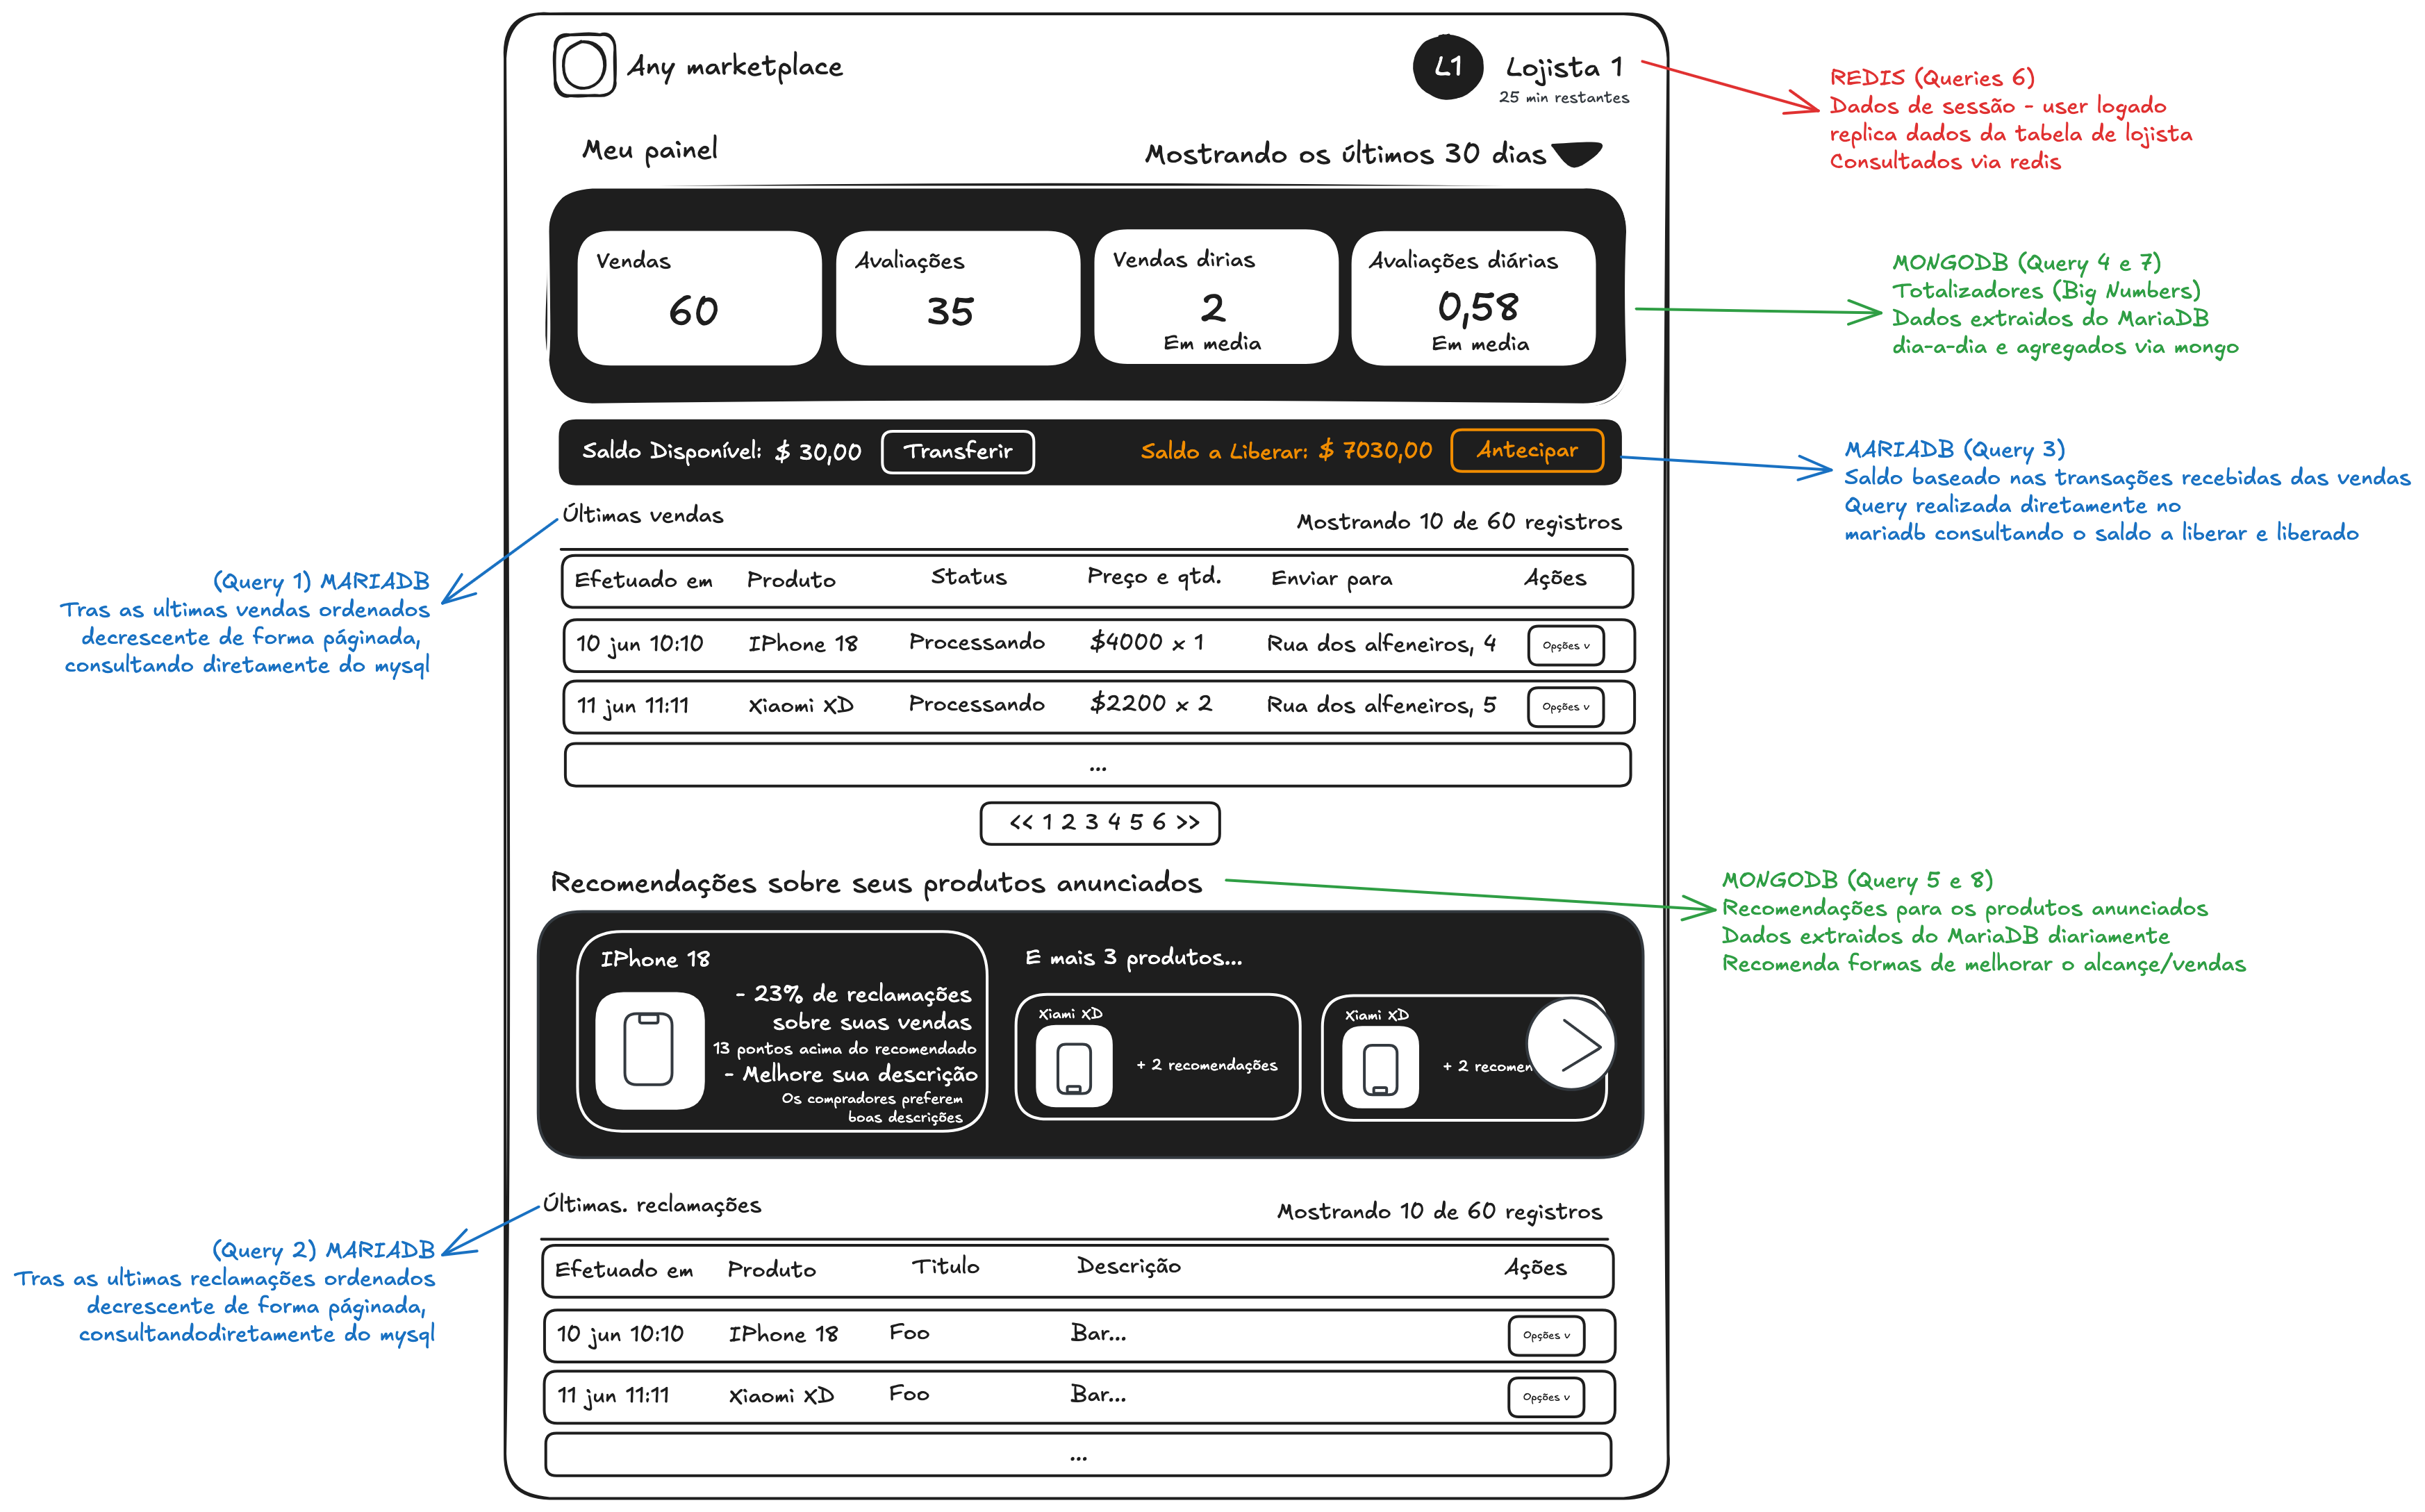 Any marketplace
L1
Lojista 1
25 min restantes
REDIS (Queries 6)
Dados de sessão - user logado
replica dados da tabela de lojista
Consultados via redis
Meu painel
Mostrando os últimos 30 dias
Vendas
60
Avaliações
35
Vendas dirias
2
Em media
Avaliações diárias
0,58
Em media
MONGODB (Query 4 e 7)
Totalizadores (Big Numbers)
Dados extraidos do MariaDB
dia-a-dia e agregados via mongo
Saldo Disponível: $ 30,00
Transferir
Saldo a Liberar: $ 7030,00
Antecipar
MARIADB (Query 3)
Saldo baseado nas transações recebidas das vendas
Query realizada diretamente no
mariadb consultando o saldo a liberar e liberado
Últimas vendas
Mostrando 10 de 60 registros
(Query 1) MARIADB
Tras as ultimas vendas ordenados
decrescente de forma páginada,
consultando diretamente do mysql
Efetuado em Produto Status Preço e qtd. Enviar para Ações
10 jun 10:10 IPhone 18 Processando $4000 x 1 Rua dos alfeneiros, 4 Opções v
11 jun 11:11 Xiaomi XD Processando $2200 x 2 Rua dos alfeneiros, 5 Opções v
...
<< 1 2 3 4 5 6 >>
Recomendações sobre seus produtos anunciados
MONGODB (Query 5 e 8)
Recomendações para os produtos anunciados
Dados extraidos do MariaDB diariamente
Recomenda formas de melhorar o alcançe/vendas
IPhone 18
- 23% de reclamações
sobre suas vendas
13 pontos acima do recomendado
- Melhore sua descrição
Os compradores preferem
boas descrições
E mais 3 produtos...
Xiami XD
+ 2 recomendações
Xiami XD
+ 2 recomen
Últimas. reclamações
Mostrando 10 de 60 registros
(Query 2) MARIADB
Tras as ultimas reclamações ordenados
decrescente de forma páginada,
consultandodiretamente do mysql
Efetuado em Produto Titulo Descrição Ações
10 jun 10:10 IPhone 18 Foo Bar... Opções v
11 jun 11:11 Xiaomi XD Foo Bar... Opções v
...